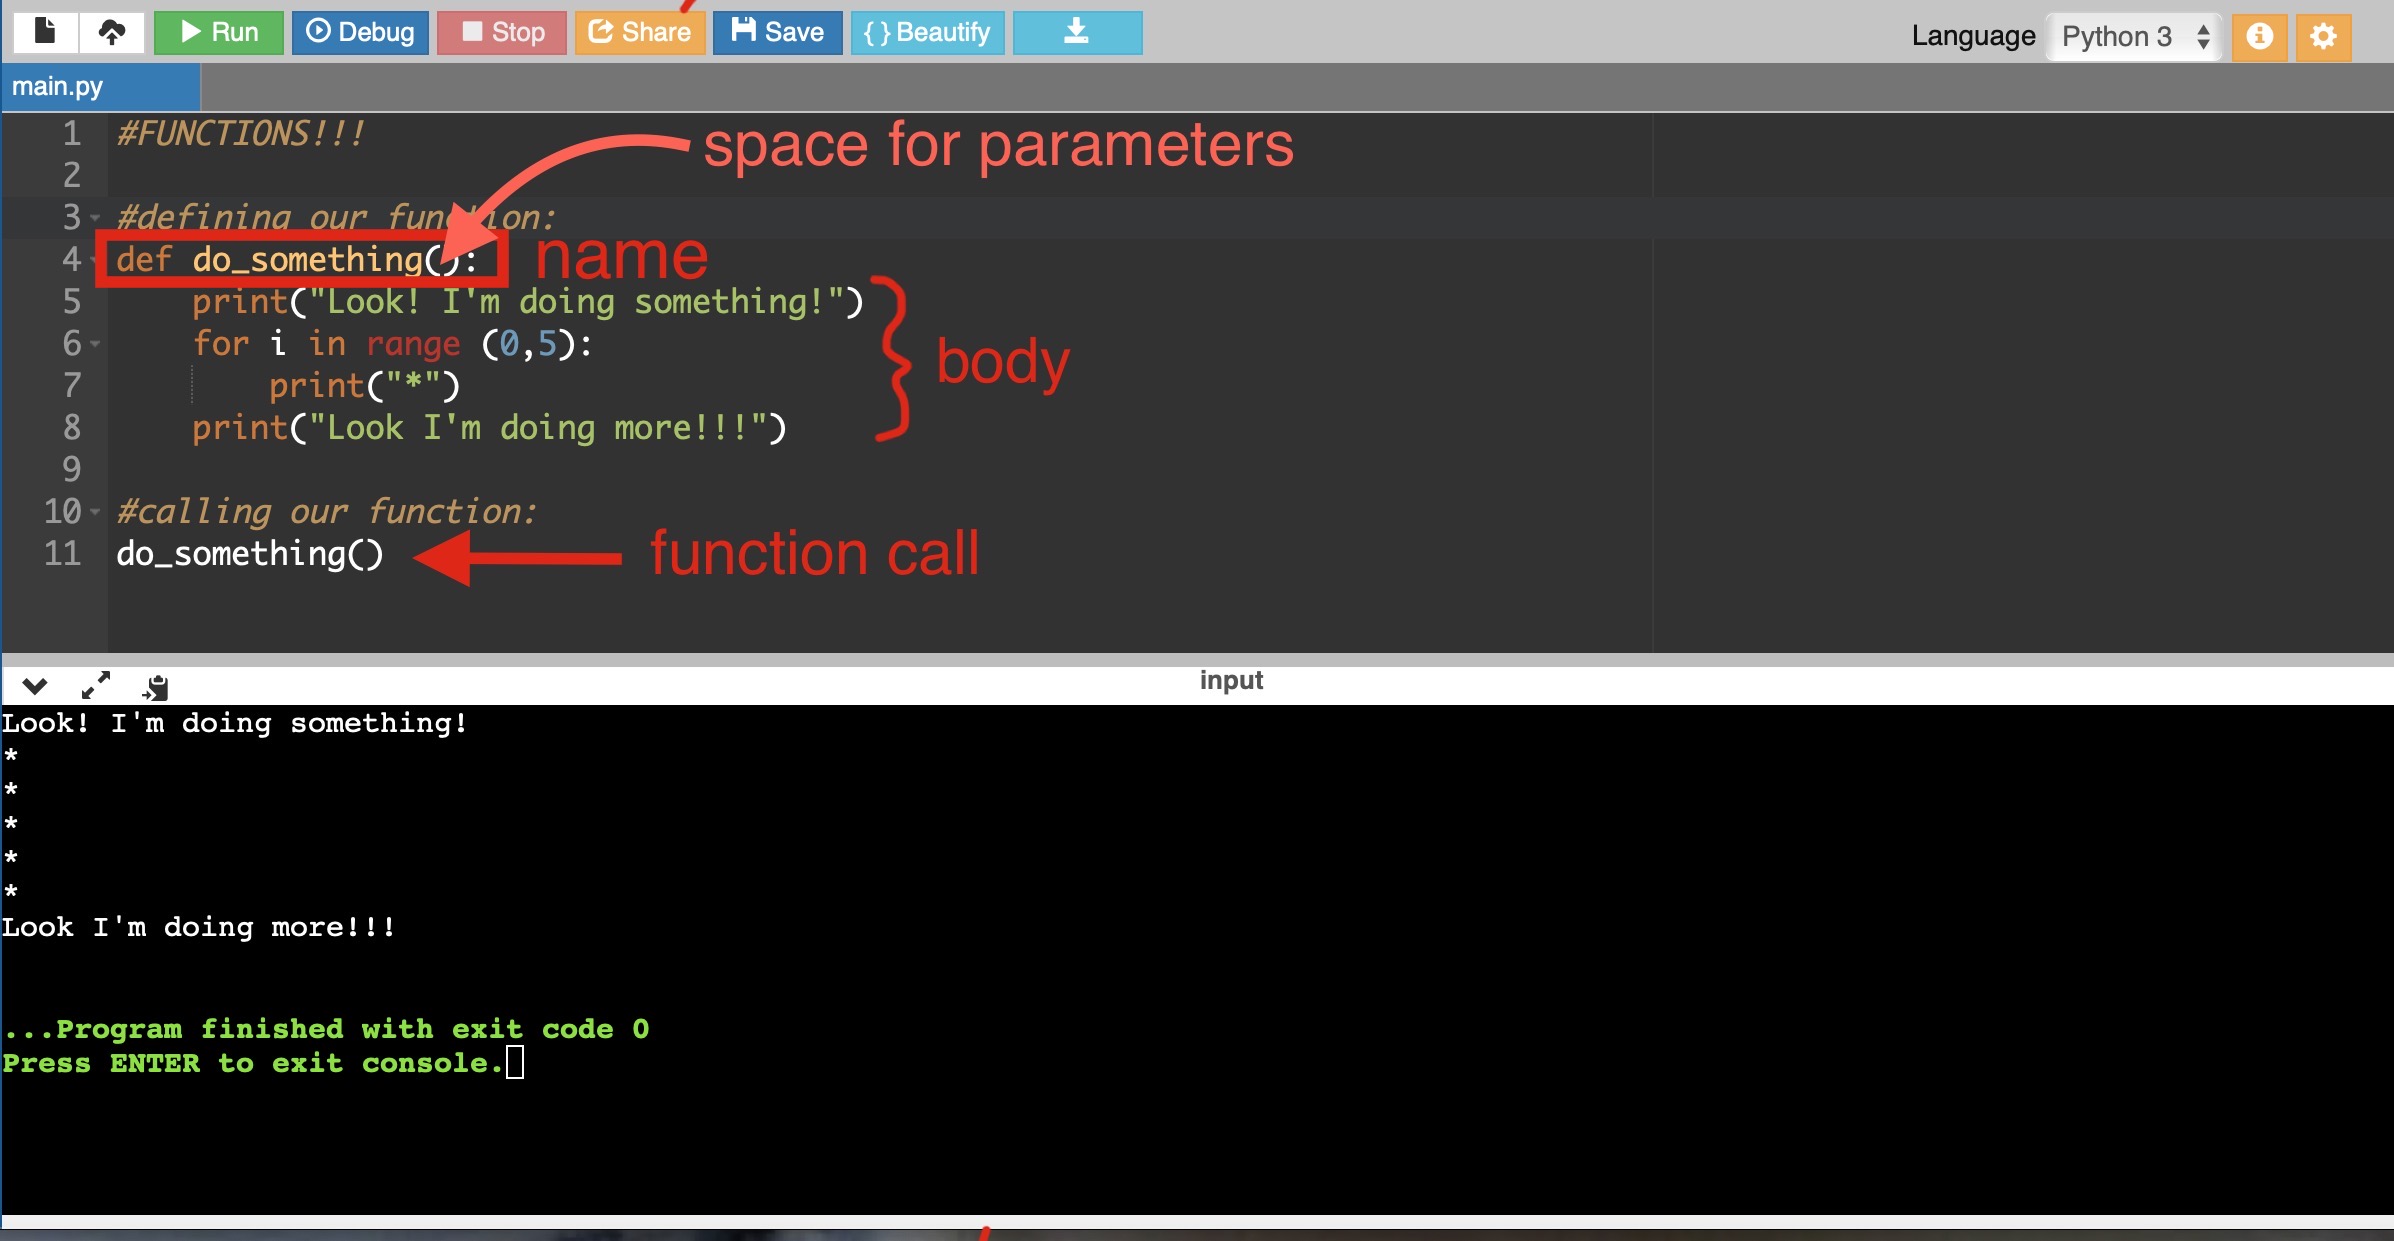 Run Debug Stop Share Save {} Beautify Language Python 3
main.py
1 #FUNCTIONS!!!
space for parameters
2
3 #defining our function:
4 def do_something():
name
5     print("Look! I'm doing something!")
6     for i in range (0,5):
body
7         print("*")
8     print("Look I'm doing more!!!")
9
10 #calling our function:
11 do_something()
function call
input
Look! I'm doing something!
*
*
*
*
*
Look I'm doing more!!!
...Program finished with exit code 0
Press ENTER to exit console.